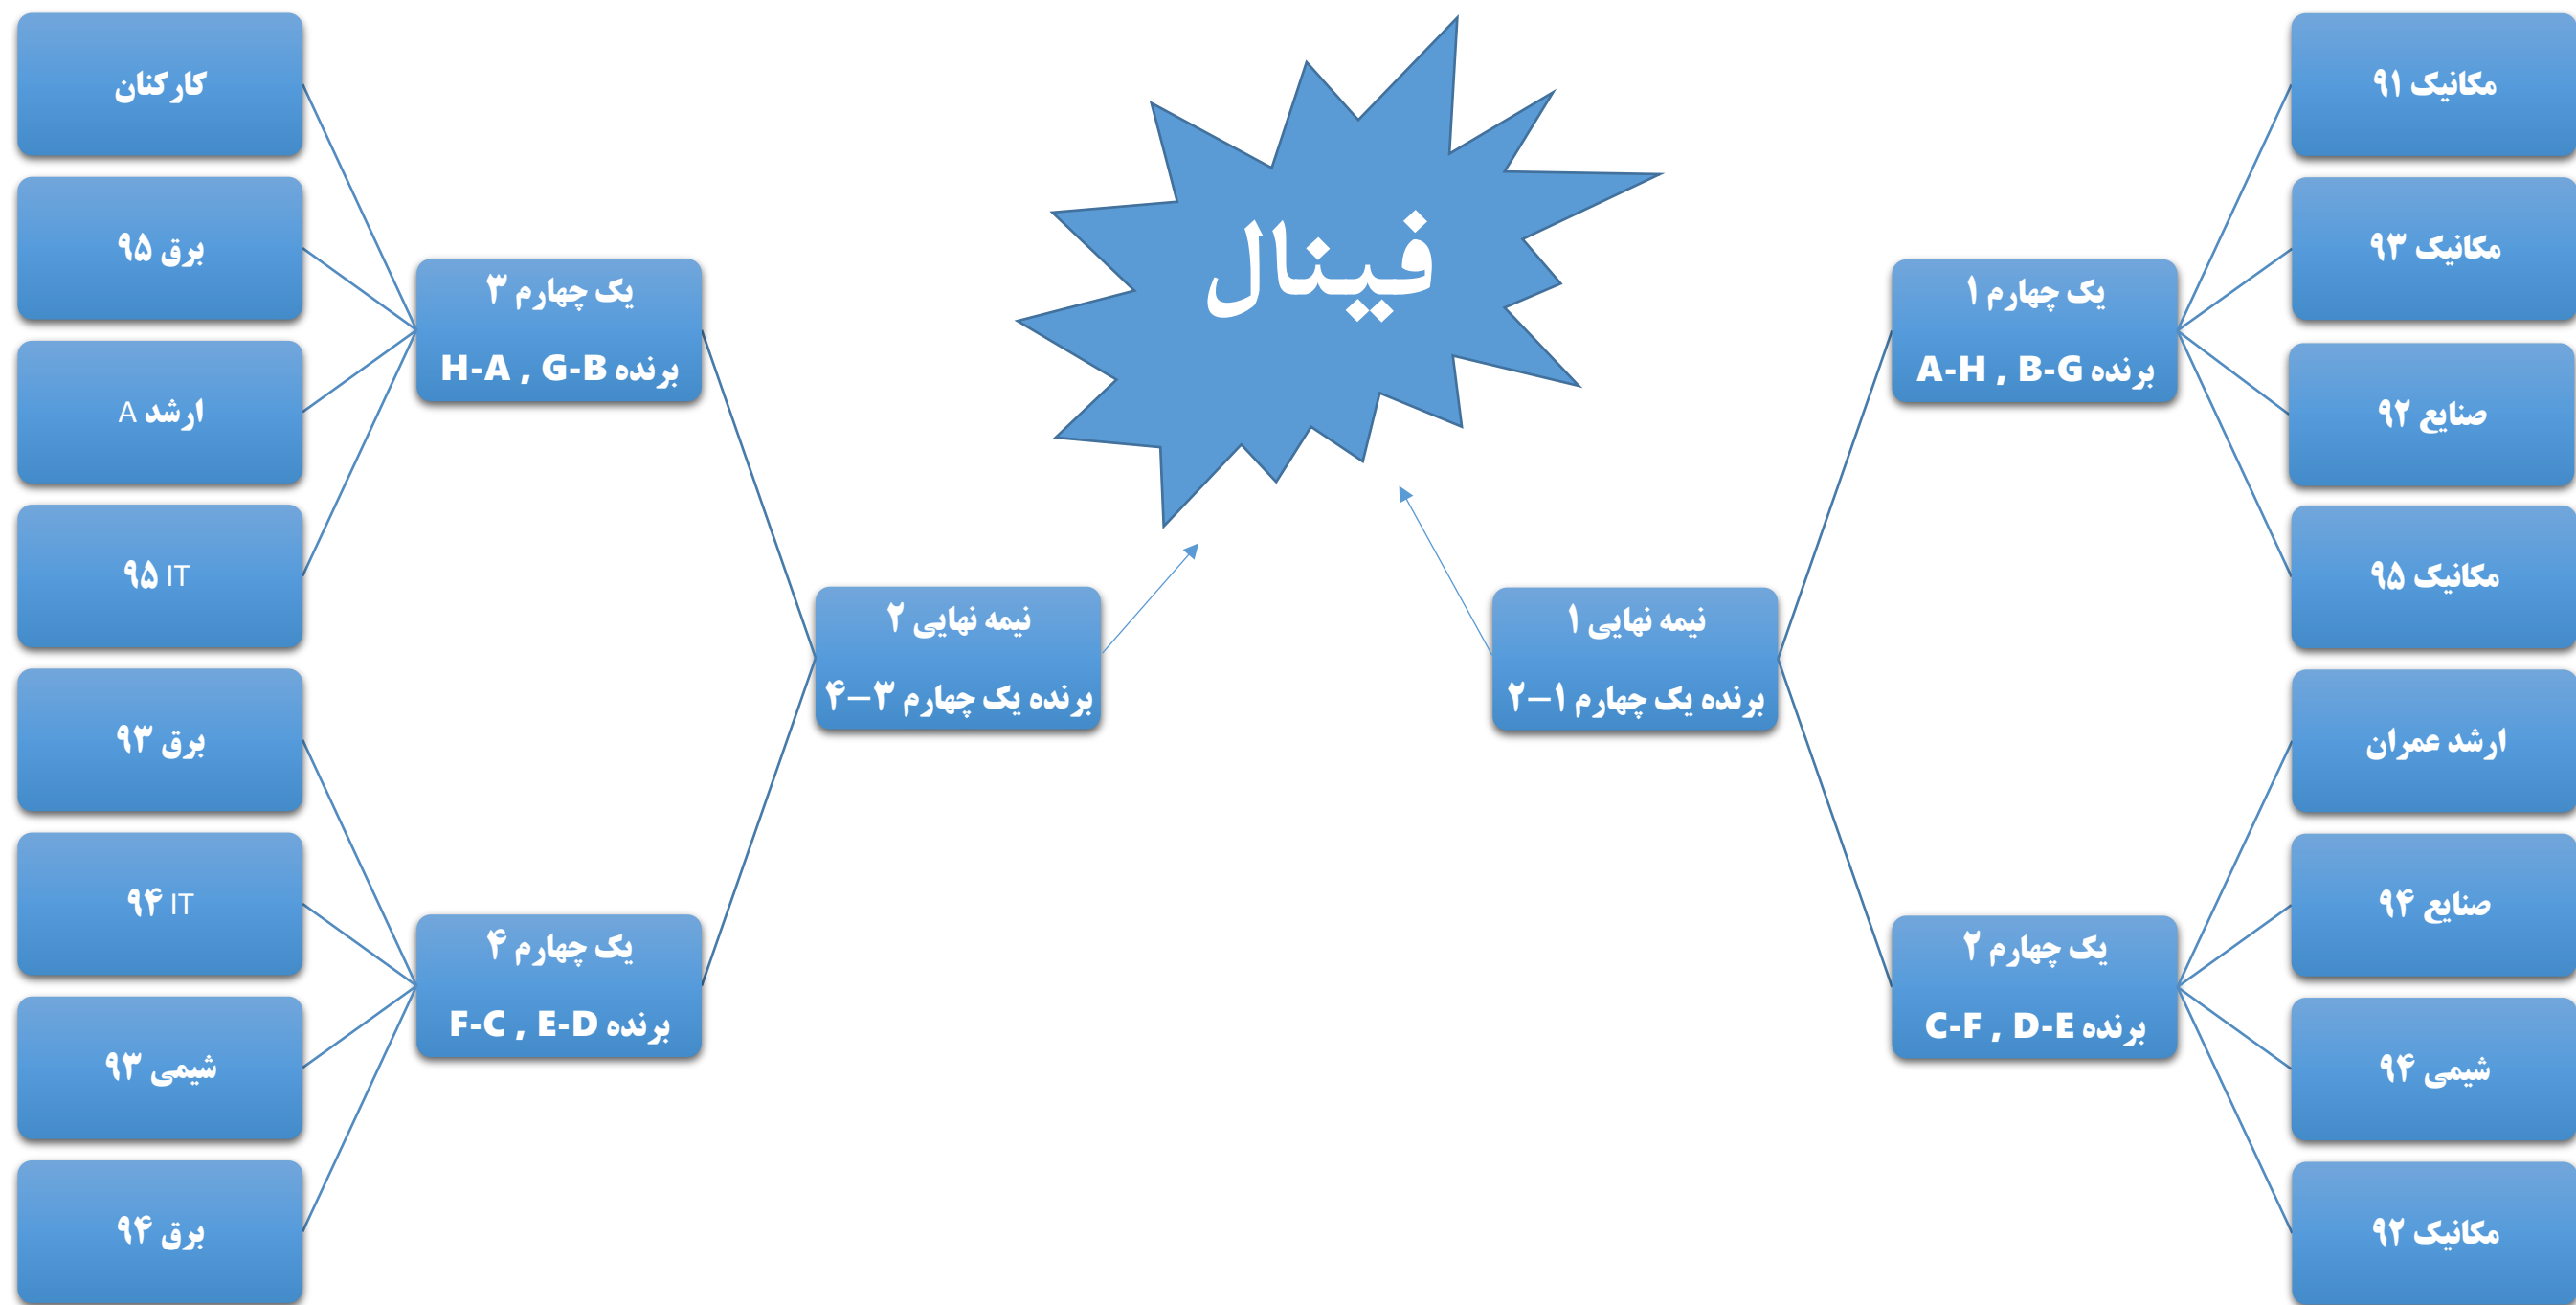 فینال
مکانیک ۹۱
مکانیک ۹۳
صنایع ۹۲
مکانیک ۹۵
ارشد عمران
صنایع ۹۴
شیمی ۹۴
مکانیک ۹۲
یک چهارم ۱
برنده A-H , B-G
یک چهارم ۲
برنده C-F , D-E
نیمه نهایی ۱
برنده یک چهارم ۱–۲
نیمه نهایی ۲
برنده یک چهارم ۳–۴
یک چهارم ۳
برنده H-A , G-B
یک چهارم ۴
برنده F-C , E-D
کارکنان
برق ۹۵
ارشد A
۹۵ IT
برق ۹۳
۹۴ IT
شیمی ۹۳
برق ۹۴